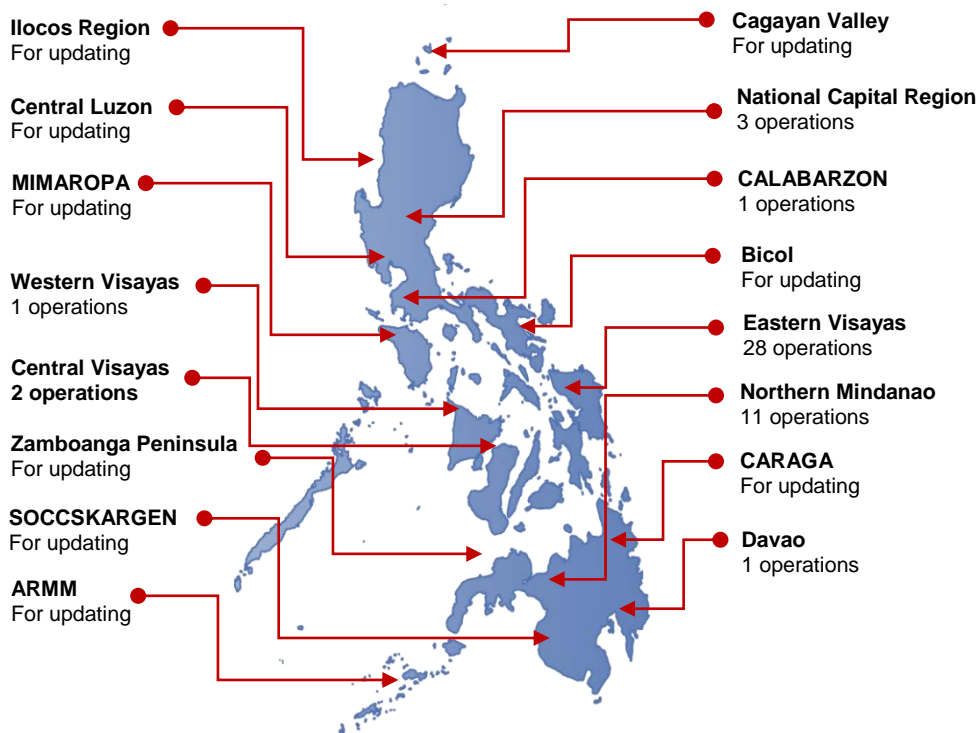 Ilocos Region
For updating
Central Luzon
For updating
MIMAROPA
For updating
Western Visayas
1 operations
Central Visayas
2 operations
Zamboanga Peninsula
For updating
SOCCSKARGEN
For updating
ARMM
For updating
Cagayan Valley
For updating
National Capital Region
3 operations
CALABARZON
1 operations
Bicol
For updating
Eastern Visayas
28 operations
Northern Mindanao
11 operations
CARAGA
For updating
Davao
1 operations